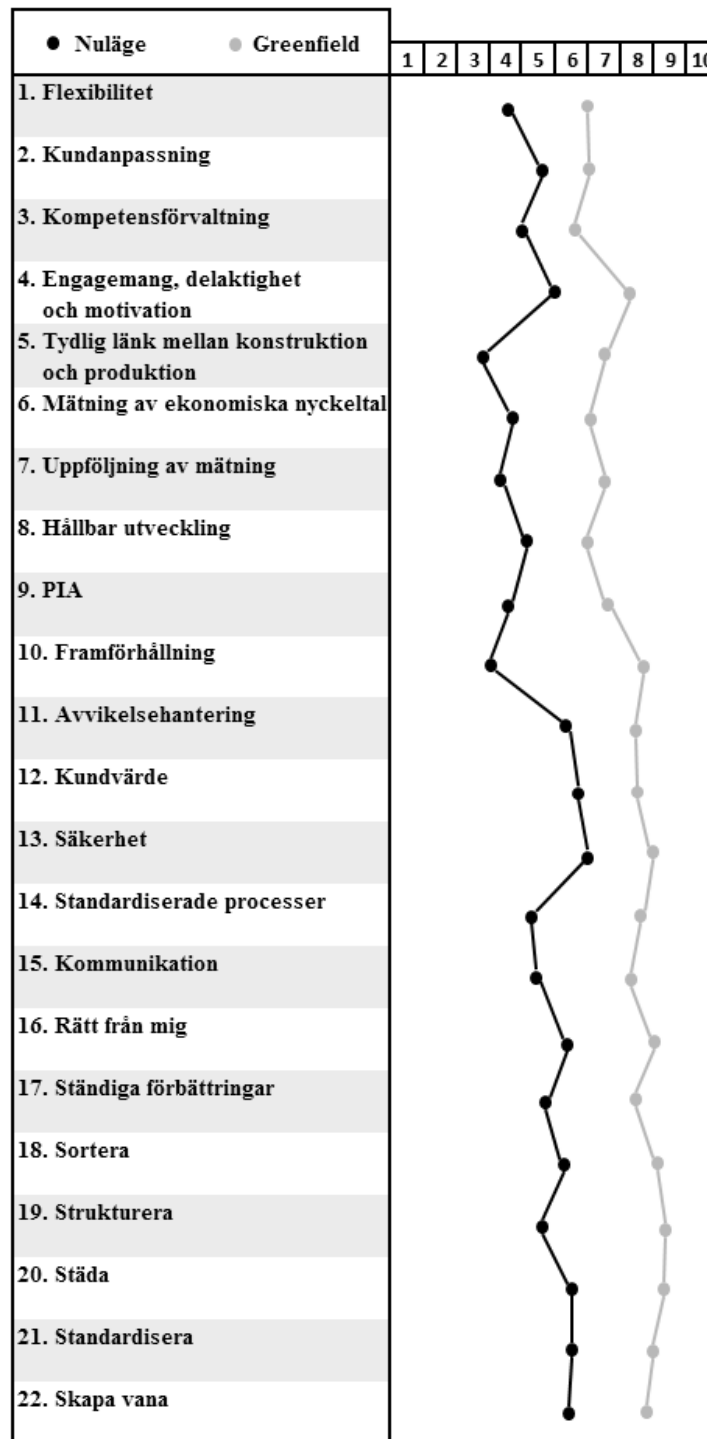 Nuläge Greenfield
1 2 3 4 5 6 7 8 9 10
1. Flexibilitet
2. Kundanpassning
3. Kompetensförvaltning
4. Engagemang, delaktighet
och motivation
5. Tydlig länk mellan konstruktion
och produktion
6. Mätning av ekonomiska nyckeltal
7. Uppföljning av mätning
8. Hållbar utveckling
9. PIA
10. Framförhållning
11. Avvikelsehantering
12. Kundvärde
13. Säkerhet
14. Standardiserade processer
15. Kommunikation
16. Rätt från mig
17. Ständiga förbättringar
18. Sortera
19. Strukturera
20. Städa
21. Standardisera
22. Skapa vana